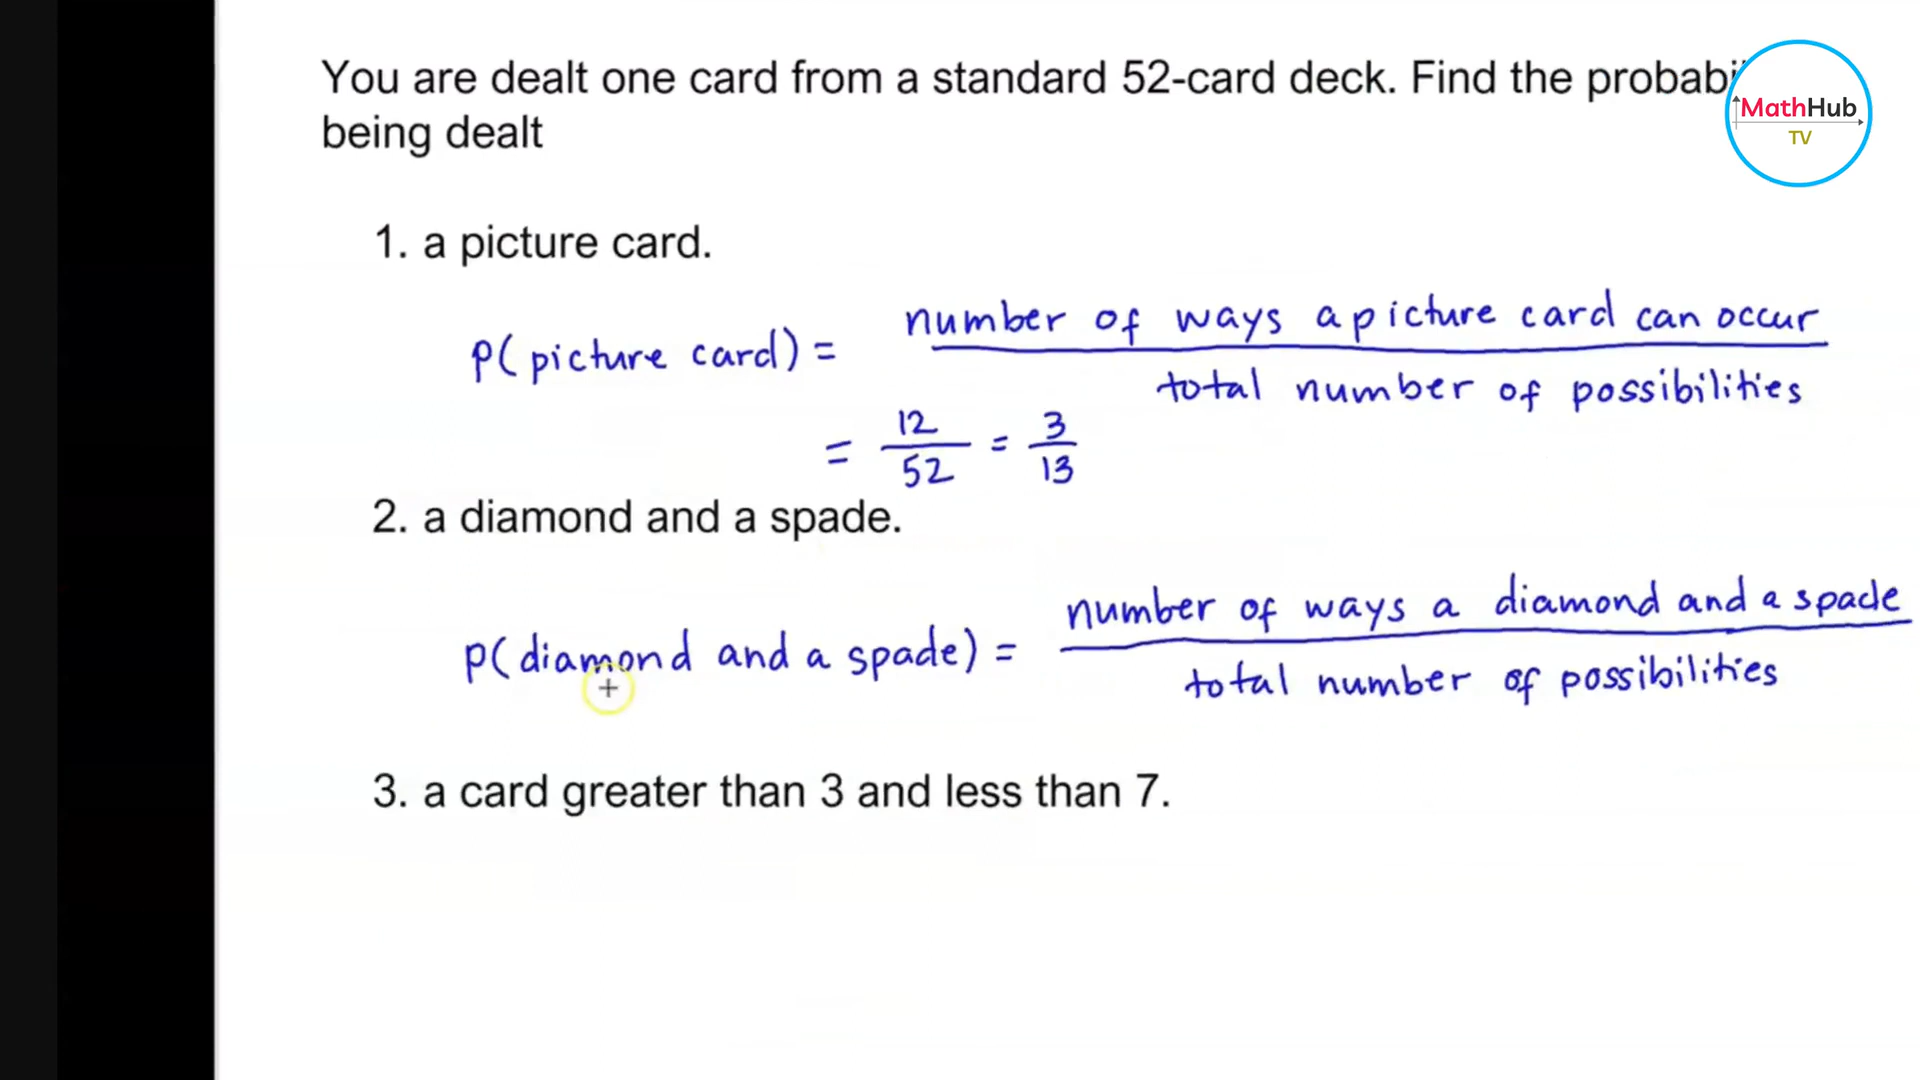 You are dealt one card from a standard 52-card deck. Find the probabi
MathHub
TV
being dealt
1. a picture card.
p(picture card) = number of ways a picture card can occur
total number of possibilities
= 12/52 = 3/13
2. a diamond and a spade.
p(diamond and a spade) = number of ways a diamond and a spade
total number of possibilities
3. a card greater than 3 and less than 7.